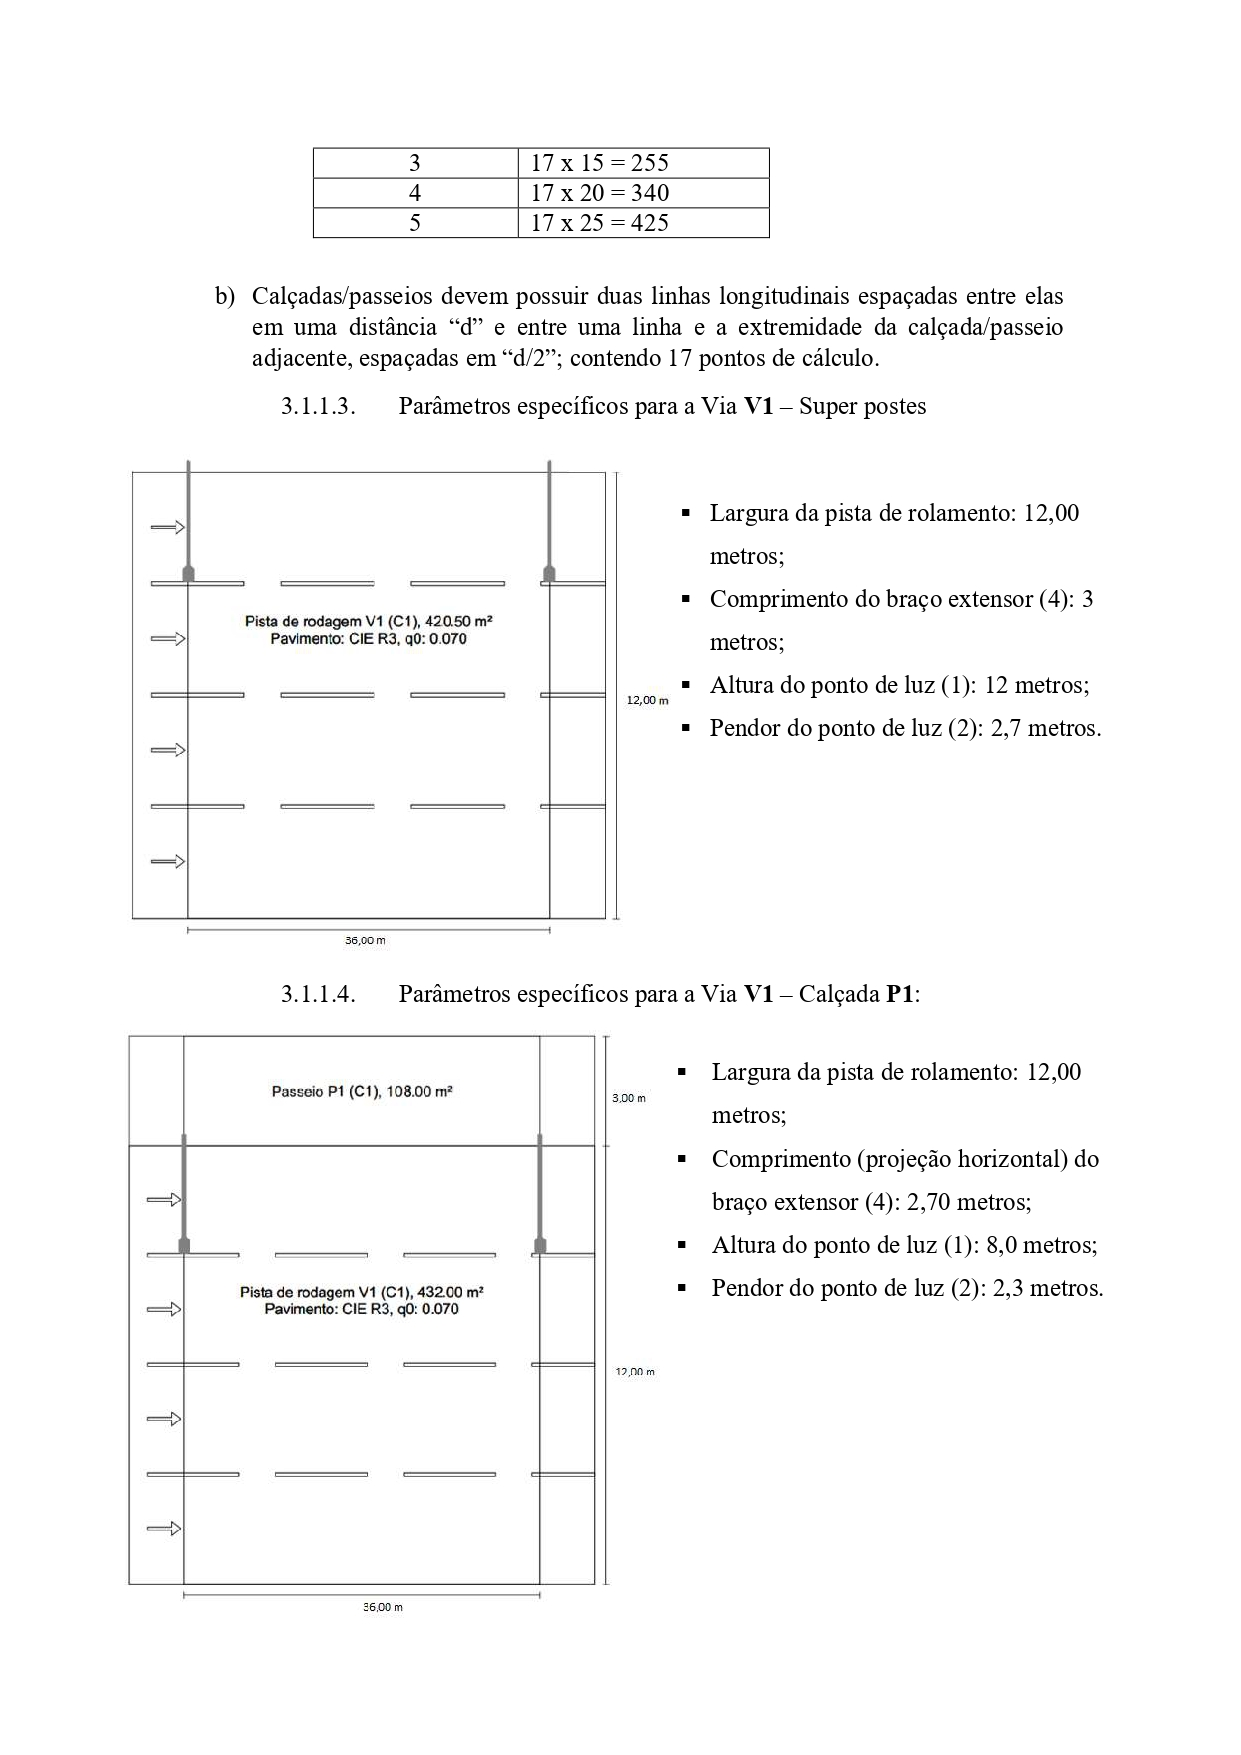 3 17 x 15 = 255
4 17 x 20 = 340
5 17 x 25 = 425
b) Calçadas/passeios devem possuir duas linhas longitudinais espaçadas entre elas
em uma distância “d” e entre uma linha e a extremidade da calçada/passeio
adjacente, espaçadas em “d/2”; contendo 17 pontos de cálculo.
3.1.1.3. Parâmetros específicos para a Via V1 – Super postes
Pista de rodagem V1 (C1), 420.50 m²
Pavimento: CIE R3, q0: 0.070
12,00 m
36,00 m
▪ Largura da pista de rolamento: 12,00
metros;
▪ Comprimento do braço extensor (4): 3
metros;
▪ Altura do ponto de luz (1): 12 metros;
▪ Pendor do ponto de luz (2): 2,7 metros.
3.1.1.4. Parâmetros específicos para a Via V1 – Calçada P1:
Passeio P1 (C1), 108.00 m²
3,00 m
Pista de rodagem V1 (C1), 432.00 m²
Pavimento: CIE R3, q0: 0.070
12,00 m
36,00 m
▪ Largura da pista de rolamento: 12,00
metros;
▪ Comprimento (projeção horizontal) do
braço extensor (4): 2,70 metros;
▪ Altura do ponto de luz (1): 8,0 metros;
▪ Pendor do ponto de luz (2): 2,3 metros.